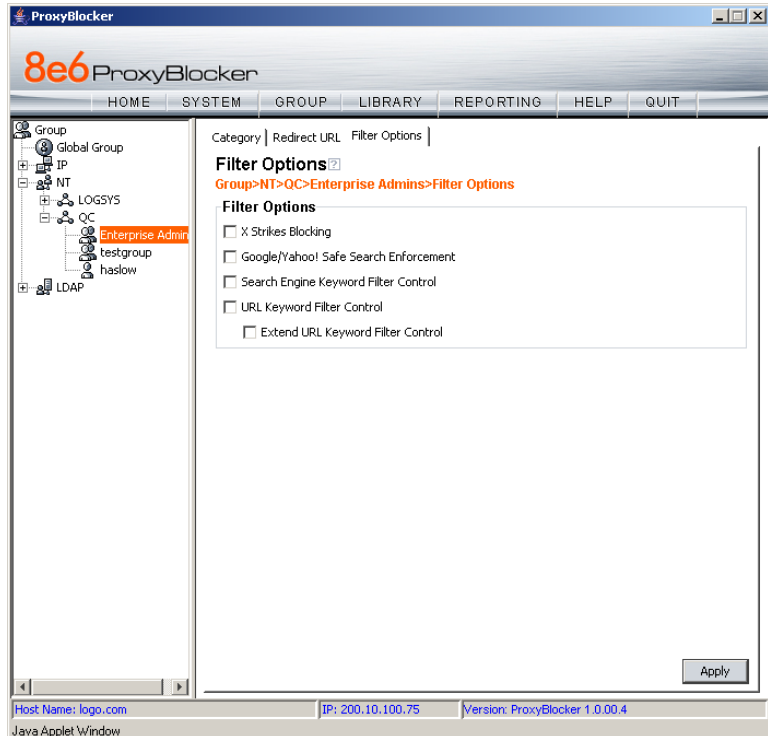 ProxyBlocker
8e6 ProxyBlocker
HOME SYSTEM GROUP LIBRARY REPORTING HELP QUIT
Group
Global Group
IP
NT
LOGSYS
QC
Enterprise Admin
testgroup
haslow
LDAP
Category Redirect URL Filter Options
Filter Options?
Group>NT>QC>Enterprise Admins>Filter Options
Filter Options
X Strikes Blocking
Google/Yahoo! Safe Search Enforcement
Search Engine Keyword Filter Control
URL Keyword Filter Control
Extend URL Keyword Filter Control
Apply
Host Name: logo.com IP: 200.10.100.75 Version: ProxyBlocker 1.0.00.4
Java Applet Window